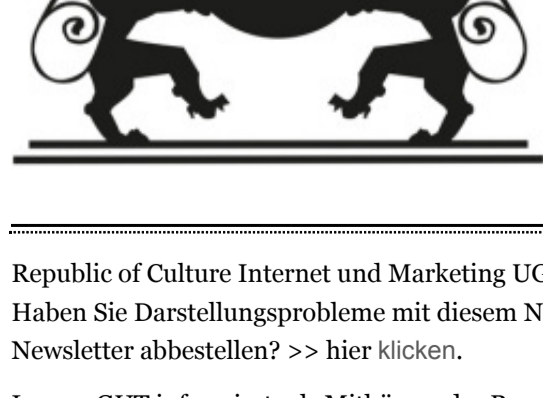 Republic of Culture Internet und Marketing UG
Haben Sie Darstellungsprobleme mit diesem N
Newsletter abbestellen? >> hier klicken.